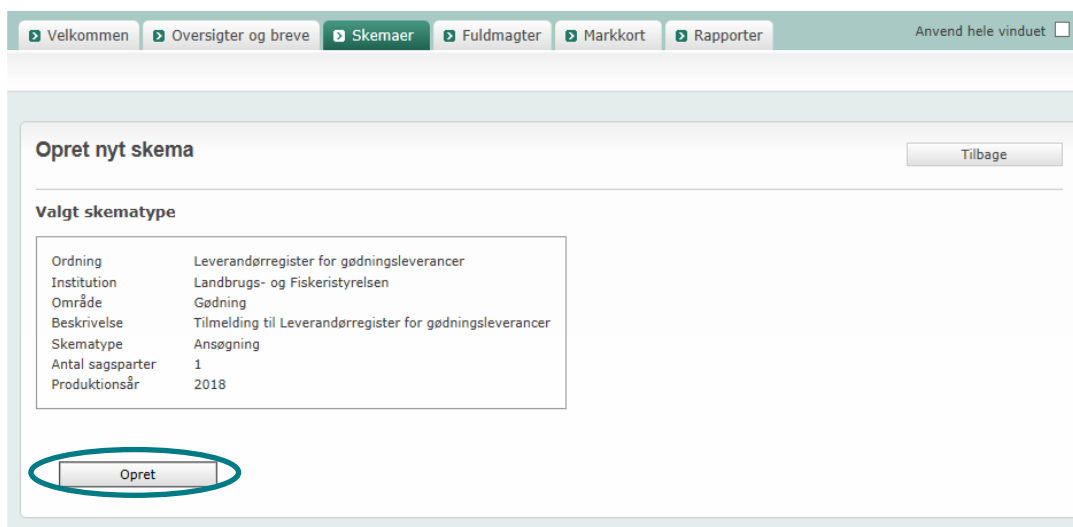 Velkommen Oversigter og breve Skemaer Fuldmagter Markkort Rapporter Anvend hele vinduet
Opret nyt skema Tilbage
Valgt skematype
Ordning Leverandørregister for gødningsleverancer
Institution Landbrugs- og Fiskeristyrelsen
Område Gødning
Beskrivelse Tilmelding til Leverandørregister for gødningsleverancer
Skematype Ansøgning
Antal sagsparter 1
Produktionsår 2018
Opret